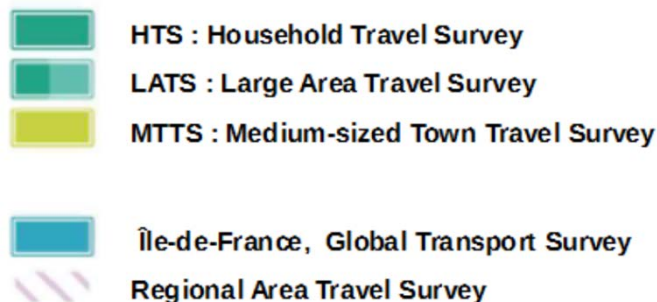 HTS : Household Travel Survey
LATS : Large Area Travel Survey
MTTS : Medium-sized Town Travel Survey
Île-de-France, Global Transport Survey
Regional Area Travel Survey